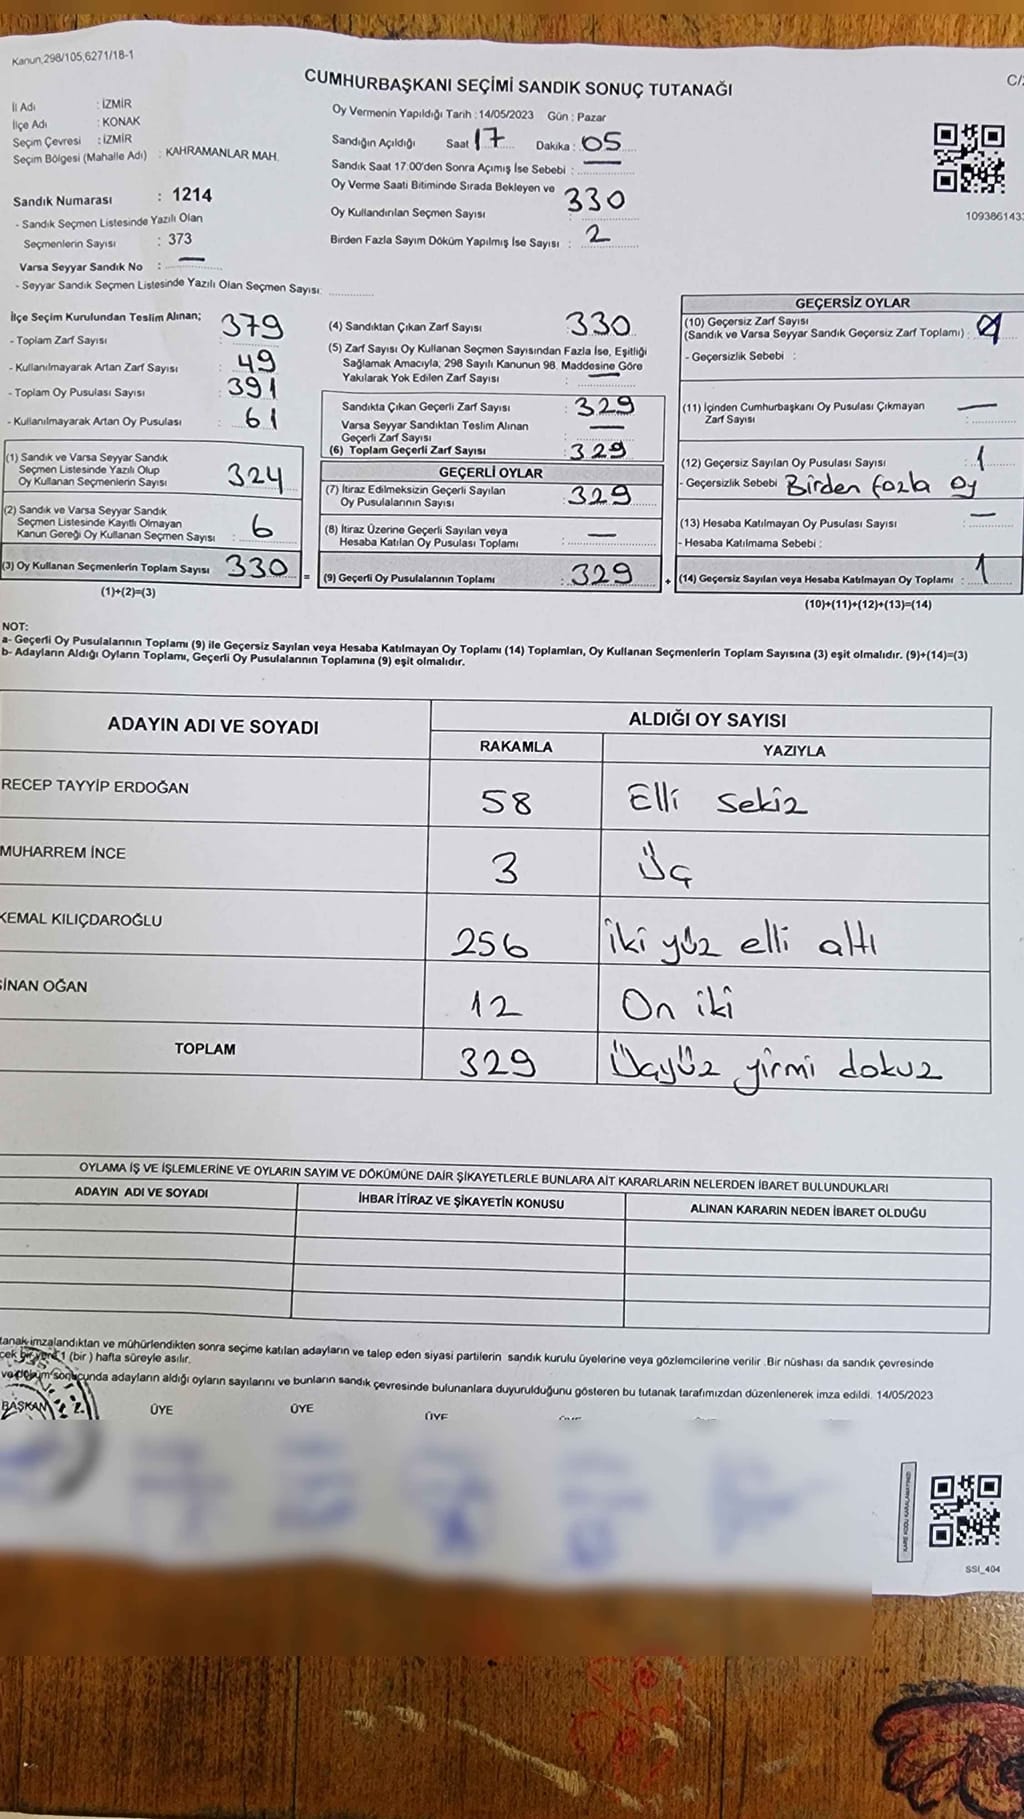 Kanun,298/105,6271/18-1
CUMHURBAŞKANI SEÇİMİ SANDIK SONUÇ TUTANAĞI
C/2
İl Adı : İZMİR
İlçe Adı : KONAK
Seçim Çevresi : İZMİR
Seçim Bölgesi (Mahalle Adı) : KAHRAMANLAR MAH.
Sandık Numarası : 1214
- Sandık Seçmen Listesinde Yazılı Olan
Seçmenlerin Sayısı : 373
Varsa Seyyar Sandık No : —
- Seyyar Sandık Seçmen Listesinde Yazılı Olan Seçmen Sayısı:
Oy Vermenin Yapıldığı Tarih : 14/05/2023 Gün : Pazar
Sandığın Açıldığı Saat 17 Dakika : 05
Sandık Saat 17.00'den Sonra Açımış İse Sebebi : —
Oy Verme Saati Bitiminde Sırada Bekleyen ve
Oy Kullandırılan Seçmen Sayısı : 330
Birden Fazla Sayım Döküm Yapılmış İse Sayısı : 2
109386143
İlçe Seçim Kurulundan Teslim Alınan;
- Toplam Zarf Sayısı : 379
- Kullanılmayarak Artan Zarf Sayısı : 49
- Toplam Oy Pusulası Sayısı : 391
- Kullanılmayarak Artan Oy Pusulası : 61
(1) Sandık ve Varsa Seyyar Sandık
Seçmen Listesinde Yazılı Olup
Oy Kullanan Seçmenlerin Sayısı : 324
(2) Sandık ve Varsa Seyyar Sandık
Seçmen Listesinde Kayıtlı Olmayan
Kanun Gereği Oy Kullanan Seçmen Sayısı : 6
(3) Oy Kullanan Seçmenlerin Toplam Sayısı : 330
(1)+(2)=(3)
=
(4) Sandıktan Çıkan Zarf Sayısı : 330
(5) Zarf Sayısı Oy Kullanan Seçmen Sayısından Fazla İse, Eşitliği
Sağlamak Amacıyla, 298 Sayılı Kanunun 98. Maddesine Göre
Yakılarak Yok Edilen Zarf Sayısı : —
Sandıkta Çıkan Geçerli Zarf Sayısı : 329
Varsa Seyyar Sandıktan Teslim Alınan
Geçerli Zarf Sayısı : —
(6) Toplam Geçerli Zarf Sayısı : 329
GEÇERLİ OYLAR
(7) İtiraz Edilmeksizin Geçerli Sayılan
Oy Pusulalarının Sayısı : 329
(8) İtiraz Üzerine Geçerli Sayılan veya
Hesaba Katılan Oy Pusulası Toplamı : —
(9) Geçerli Oy Pusulalarının Toplamı : 329
+
GEÇERSİZ OYLAR
(10) Geçersiz Zarf Sayısı
(Sandık ve Varsa Seyyar Sandık Geçersiz Zarf Toplamı) :
- Geçersizlik Sebebi :
(11) İçinden Cumhurbaşkanı Oy Pusulası Çıkmayan
Zarf Sayısı : —
(12) Geçersiz Sayılan Oy Pusulası Sayısı : 1
- Geçersizlik Sebebi Birden fazla oy
(13) Hesaba Katılmayan Oy Pusulası Sayısı : —
- Hesaba Katılmama Sebebi :
(14) Geçersiz Sayılan veya Hesaba Katılmayan Oy Toplamı : 1
(10)+(11)+(12)+(13)=(14)
NOT:
a- Geçerli Oy Pusulalarının Toplamı (9) ile Geçersiz Sayılan veya Hesaba Katılmayan Oy Toplamı (14) Toplamları, Oy Kullanan Seçmenlerin Toplam Sayısına (3) eşit olmalıdır. (9)+(14)=(3)
b- Adayların Aldığı Oyların Toplamı, Geçerli Oy Pusulalarının Toplamına (9) eşit olmalıdır.
ADAYIN ADI VE SOYADI ALDIĞI OY SAYISI
RAKAMLA YAZIYLA
RECEP TAYYİP ERDOĞAN 58 Elli sekiz
MUHARREM İNCE 3 Üç
KEMAL KILIÇDAROĞLU 256 iki yüz elli altı
SİNAN OĞAN 12 On iki
TOPLAM 329 Üçyüz yirmi dokuz
OYLAMA İŞ VE İŞLEMLERİNE VE OYLARIN SAYIM VE DÖKÜMÜNE DAİR ŞİKAYETLERLE BUNLARA AİT KARARLARIN NELERDEN İBARET BULUNDUKLARI
ADAYIN ADI VE SOYADI İHBAR İTİRAZ VE ŞİKAYETİN KONUSU ALINAN KARARIN NEDEN İBARET OLDUĞU
tanak imzalandıktan ve mühürlendikten sonra seçime katılan adayların ve talep eden siyasi partilerin sandık kurulu üyelerine veya gözlemcilerine verilir .Bir nüshası da sandık çevresinde
cek bir yere 1 (bir ) hafta süreyle asılır.
ve döküm sonucunda adayların aldığı oyların sayılarını ve bunların sandık çevresinde bulunanlara duyurulduğunu gösteren bu tutanak tarafımızdan düzenlenerek imza edildi. 14/05/2023
BAŞKAN ÜYE ÜYE ÜYE
KARE KODU KARALAMAYINIZ!
SSI_404